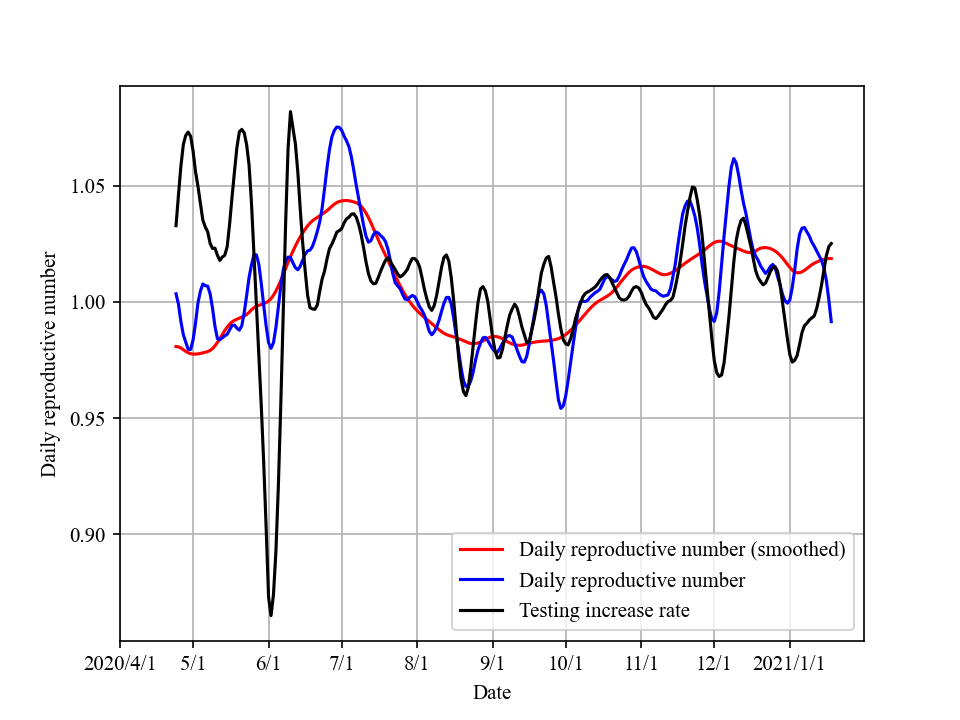 Daily reproductive number
1.05
1.00
0.95
0.90
Daily reproductive number (smoothed)
Daily reproductive number
Testing increase rate
2020/4/1 5/1 6/1 7/1 8/1 9/1 10/1 11/1 12/1 2021/1/1
Date